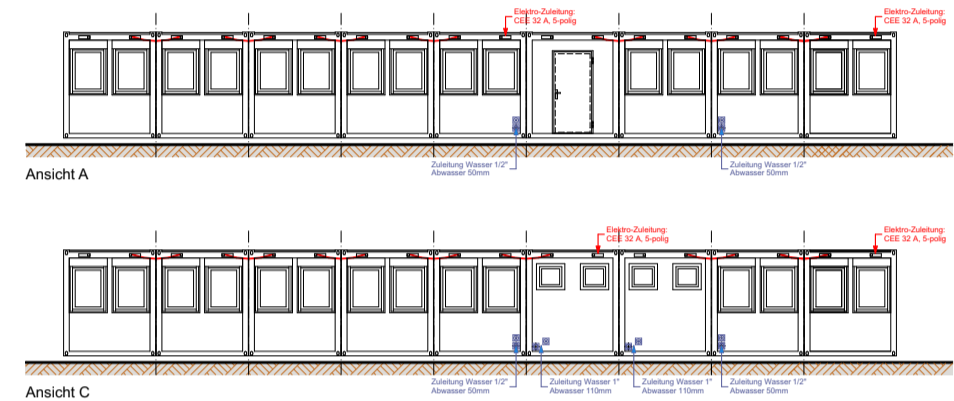 Elektro-Zuleitung:
CEE 32 A, 5-polig
Elektro-Zuleitung:
CEE 32 A, 5-polig
Zuleitung Wasser 1/2"
Abwasser 50mm
Zuleitung Wasser 1/2"
Abwasser 50mm
Ansicht A
Elektro-Zuleitung:
CEE 32 A, 5-polig
Elektro-Zuleitung:
CEE 32 A, 5-polig
Zuleitung Wasser 1/2"
Abwasser 50mm
Zuleitung Wasser 1"
Abwasser 110mm
Zuleitung Wasser 1"
Abwasser 110mm
Zuleitung Wasser 1/2"
Abwasser 50mm
Ansicht C